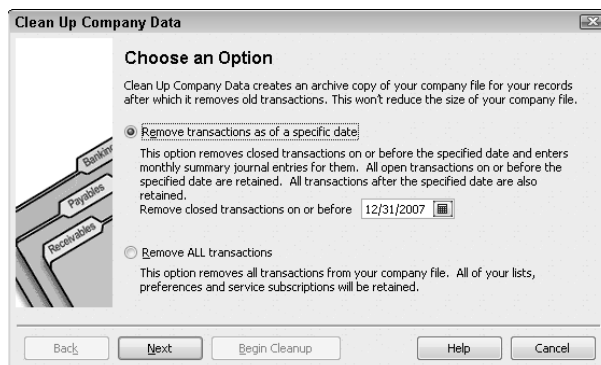 Clean Up Company Data
Choose an Option
Clean Up Company Data creates an archive copy of your company file for your records
after which it removes old transactions. This won't reduce the size of your company file.
Remove transactions as of a specific date
This option removes closed transactions on or before the specified date and enters
monthly summary journal entries for them. All open transactions on or before the
specified date are retained. All transactions after the specified date are also
retained.
Remove closed transactions on or before 12/31/2007
Banking
Payables
Receivables
Remove ALL transactions
This option removes all transactions from your company file. All of your lists,
preferences and service subscriptions will be retained.
Back Next Begin Cleanup Help Cancel